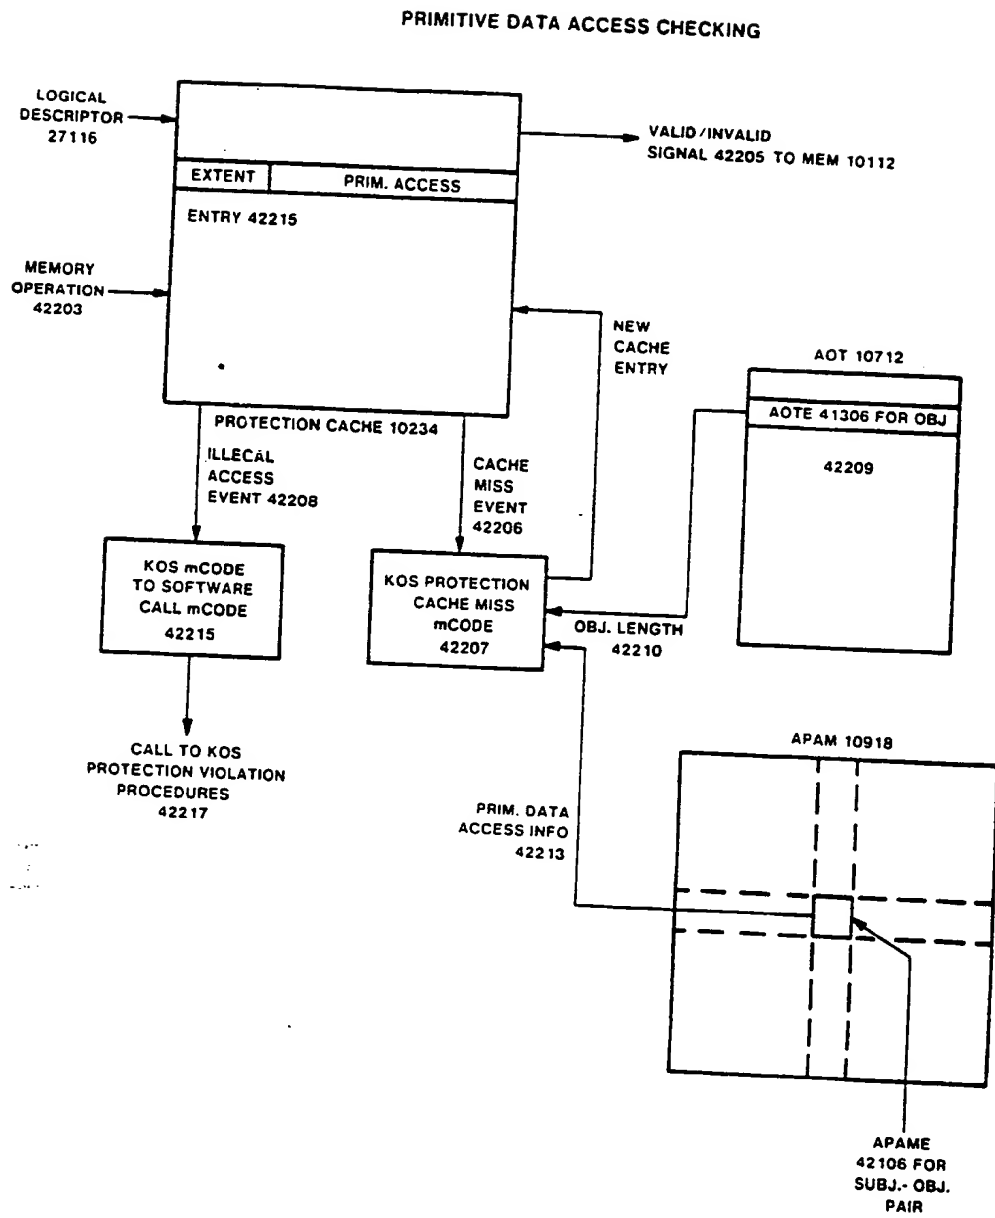 PRIMITIVE DATA ACCESS CHECKING
LOGICAL
DESCRIPTOR
27116
VALID/INVALID
SIGNAL 42205 TO MEM 10112
EXTENT
PRIM. ACCESS
ENTRY 42215
MEMORY
OPERATION
42203
NEW
CACHE
ENTRY
AOT 10712
AOTE 41306 FOR OBJ
42209
PROTECTION CACHE 10234
ILLECAL
ACCESS
EVENT 42208
CACHE
MISS
EVENT
42206
KOS mCODE
TO SOFTWARE
CALL mCODE
42215
KOS PROTECTION
CACHE MISS
mCODE
42207
OBJ. LENGTH
42210
CALL TO KOS
PROTECTION VIOLATION
PROCEDURES
42217
APAM 10918
PRIM. DATA
ACCESS INFO
42213
APAME
42106 FOR
SUBJ.- OBJ.
PAIR